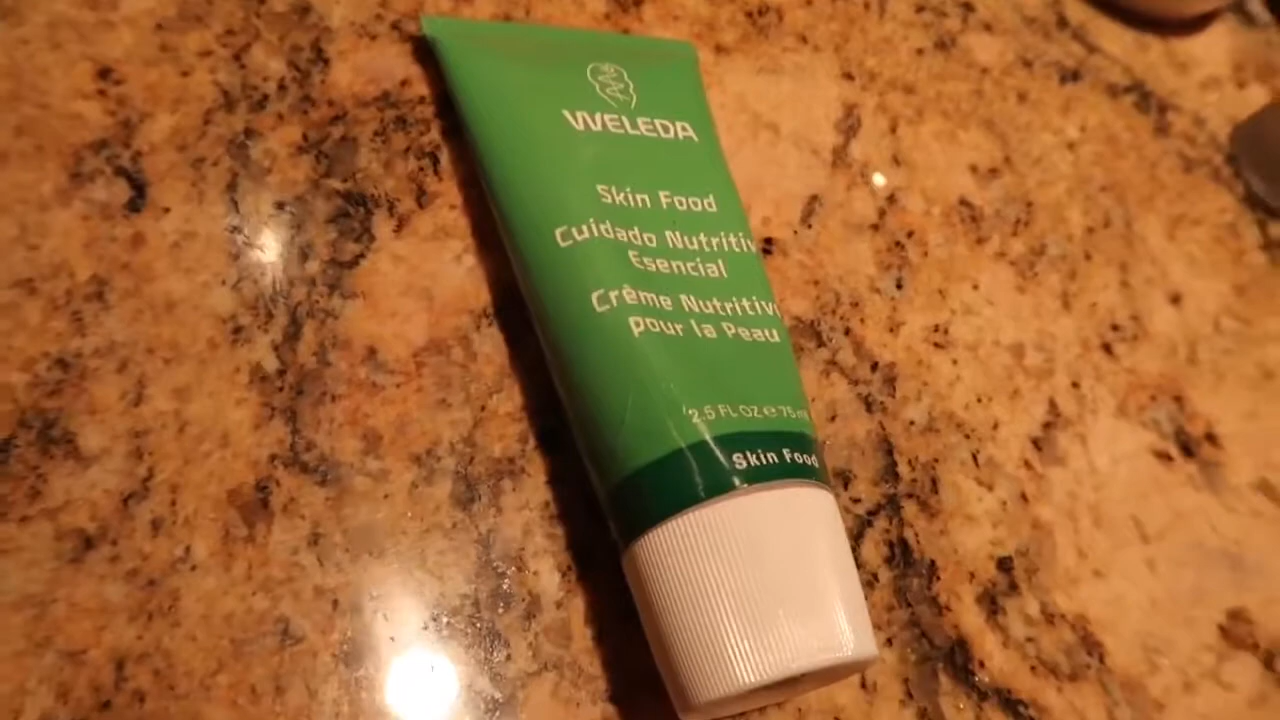 WELEDA
Skin Food
Cuidado Nutritiv
Esencial
Crème Nutritiv
pour la Peau
2.5 FL OZ e 75 m
Skin Food